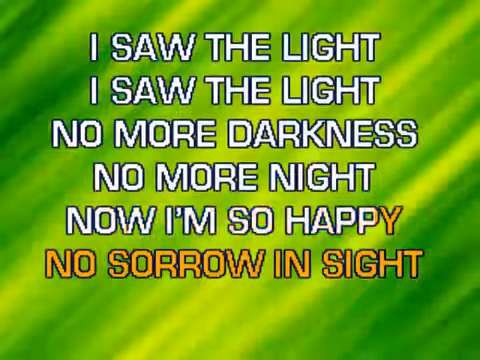 I SAW THE LIGHT
I SAW THE LIGHT
NO MORE DARKNESS
NO MORE NIGHT
NOW I'M SO HAPPY
NO SORROW IN SIGHT